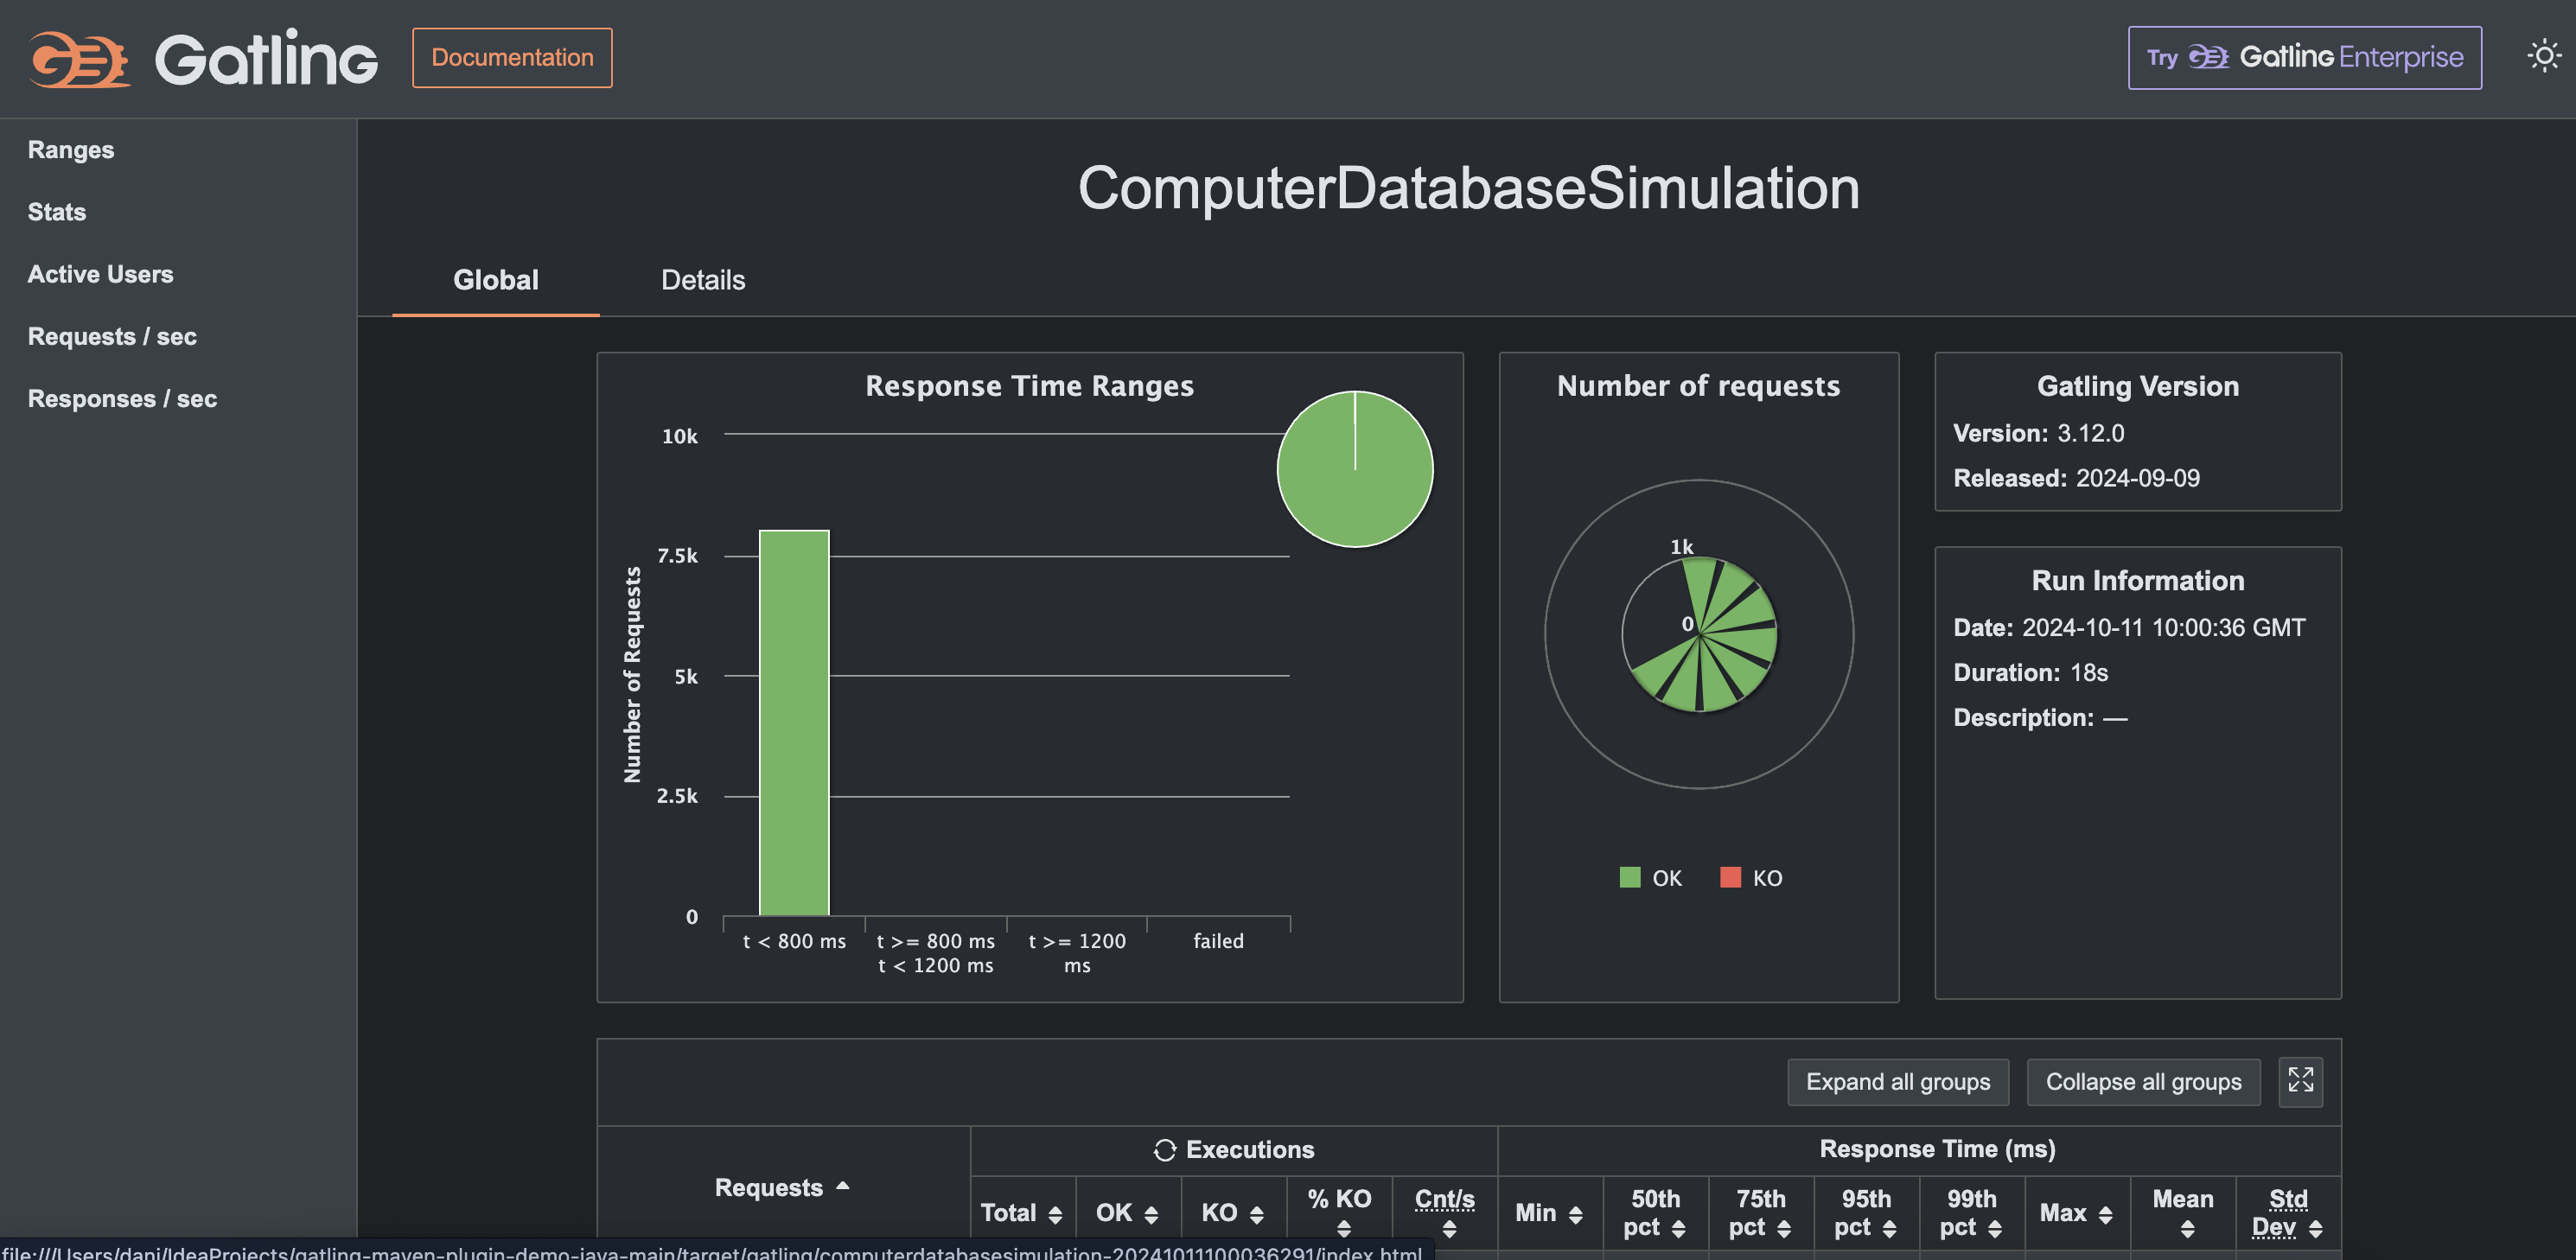 Gatling
Documentation
Try Gatling Enterprise
Ranges
Stats
Active Users
Requests / sec
Responses / sec
ComputerDatabaseSimulation
Global
Details
Response Time Ranges
10k
7.5k
5k
2.5k
0
Number of Requests
t < 800 ms
t >= 800 ms
t < 1200 ms
t >= 1200
ms
failed
Number of requests
1k
0
OK
KO
Gatling Version
Version: 3.12.0
Released: 2024-09-09
Run Information
Date: 2024-10-11 10:00:36 GMT
Duration: 18s
Description: —
Expand all groups
Collapse all groups
Requests
Executions
Response Time (ms)
Total
OK
KO
% KO
Cnt/s
Min
50th
pct
75th
pct
95th
pct
99th
pct
Max
Mean
Std
Dev
file:///Users/dani/IdeaProjects/gatling-maven-plugin-demo-java-main/target/gatling/computerdatabasesimulation-20241011100036291/index.html